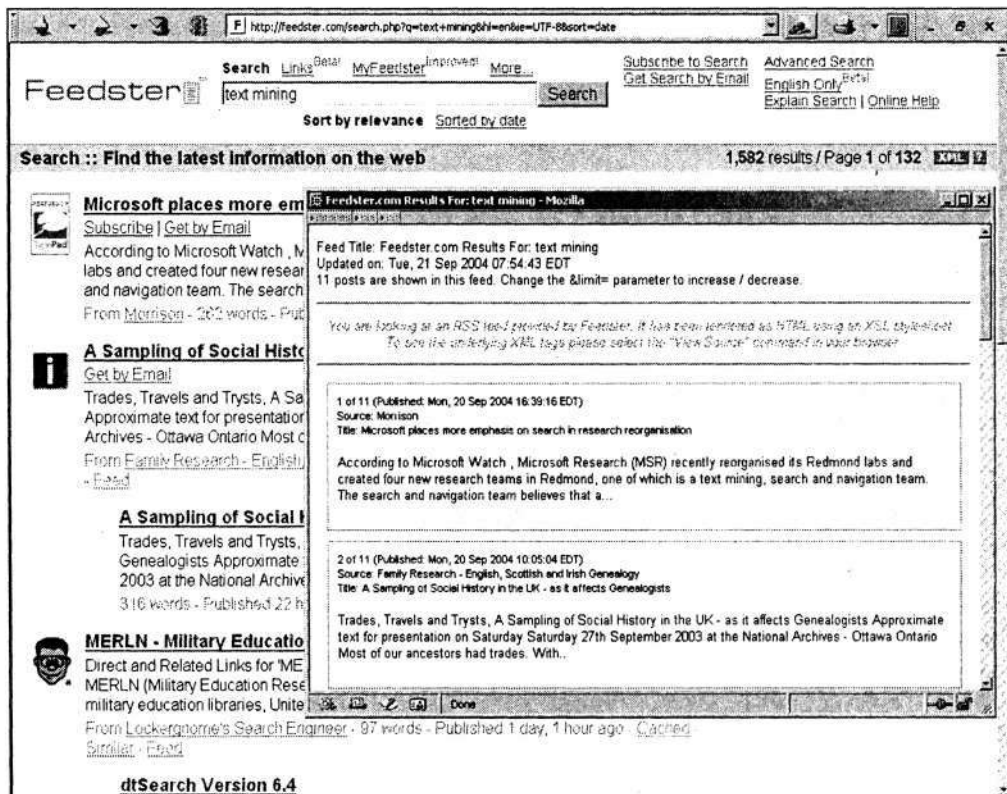 F http://feedster.com/search.php?q=text+mining&hl=en&ie=UTF-8&sort=date
Feedster
Search Links Beta! MyFeedster Improved! More...
text mining Search
Sort by relevance Sorted by date
Subscribe to Search
Get Search by Email
Advanced Search
English Only Beta!
Explain Search | Online Help
Search :: Find the latest information on the web 1,582 results / Page 1 of 132 XML ?
Microsoft places more em
Subscribe | Get by Email
According to Microsoft Watch , M
labs and created four new resear
and navigation team. The search
From Morrison - 262 words - Pub
A Sampling of Social Histo
Get by Email
Trades, Travels and Trysts, A Sa
Approximate text for presentation
Archives - Ottawa Ontario Most o
From Family Research - English,
- Feed
A Sampling of Social H
Trades, Travels and Trysts,
Genealogists Approximate
2003 at the National Archive
316 words - Published 22 h
MERLN - Military Educatio
Direct and Related Links for 'ME
MERLN (Military Education Rese
military education libraries, Unite
From Lockergnome's Search Engineer - 97 words - Published 1 day, 1 hour ago - Cached -
Similar - Feed
dtSearch Version 6.4
Feedster.com Results For: text mining - Mozilla
Feed Title: Feedster.com Results For: text mining
Updated on: Tue, 21 Sep 2004 07:54:43 EDT
11 posts are shown in this feed. Change the &limit= parameter to increase / decrease.
You are looking at an RSS feed provided by Feedster. It has been rendered as HTML using an XSL stylesheet.
To see the underlying XML tags please select the "View Source" command in your browser
1 of 11 (Published: Mon, 20 Sep 2004 16:39:16 EDT)
Source: Morrison
Title: Microsoft places more emphasis on search in research reorganisation
According to Microsoft Watch , Microsoft Research (MSR) recently reorganised its Redmond labs and
created four new research teams in Redmond, one of which is a text mining, search and navigation team.
The search and navigation team believes that a...
2 of 11 (Published: Mon, 20 Sep 2004 10:05:04 EDT)
Source: Family Research - English, Scottish and Irish Genealogy
Title: A Sampling of Social History in the UK - as it affects Genealogists
Trades, Travels and Trysts, A Sampling of Social History in the UK - as it affects Genealogists Approximate
text for presentation on Saturday Saturday 27th September 2003 at the National Archives - Ottawa Ontario
Most of our ancestors had trades. With..
Done